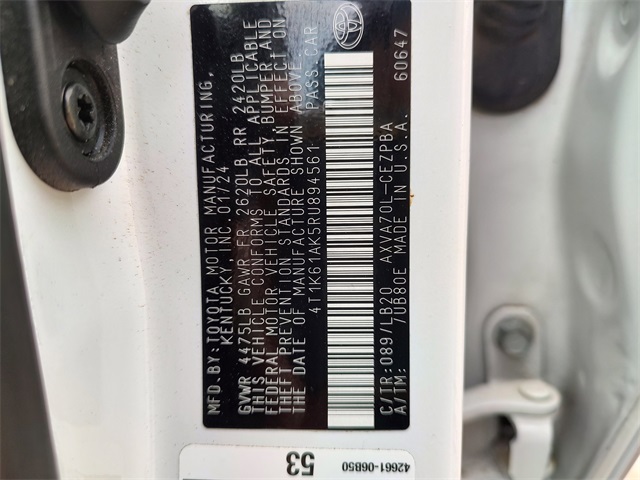 MFD. BY: TOYOTA MOTOR MANUFACTURING,
KENTUCKY, INC. 01/24
GVWR 4475LB GAWR FR 2620LB RR 2420LB
THIS VEHICLE CONFORMS TO ALL APPLICABLE
FEDERAL MOTOR VEHICLE SAFETY, BUMPER AND
THEFT PREVENTION STANDARDS IN EFFECT ON
THE DATE OF MANUFACTURE SHOWN ABOVE.
4T1K61AK5RU894561 PASS.CAR
C/TR:089/LB20 AXVA70L-CEZPBA
A/TM: 7UB80E MADE IN U.S.A.
60647
53
42661-06B50